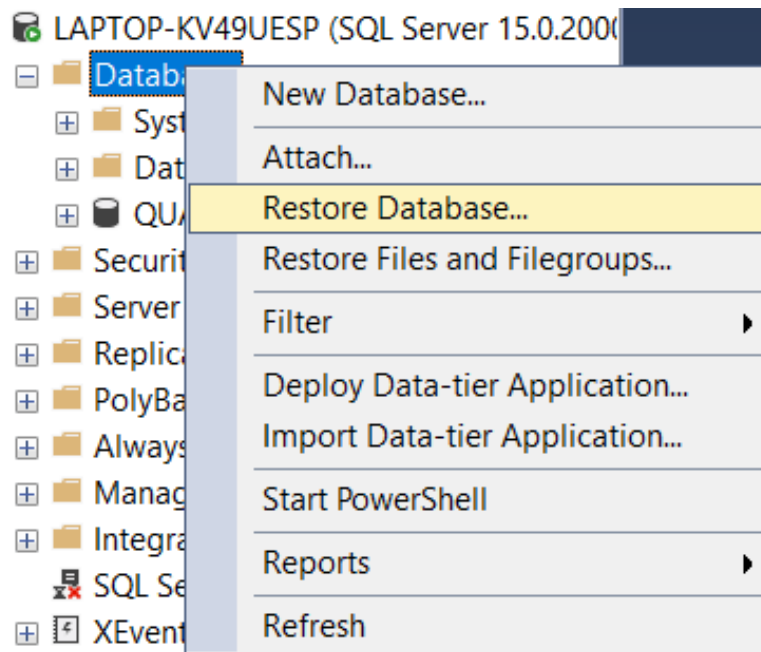 LAPTOP-KV49UESP (SQL Server 15.0.200(
Datab
New Database...
Syst
Attach...
Dat
Restore Database...
QUA
Restore Files and Filegroups...
Securit
Server
Filter
Replica
PolyBa
Deploy Data-tier Application...
Always
Import Data-tier Application...
Manag
Start PowerShell
Integra
Reports
SQL Se
Refresh
XEvent